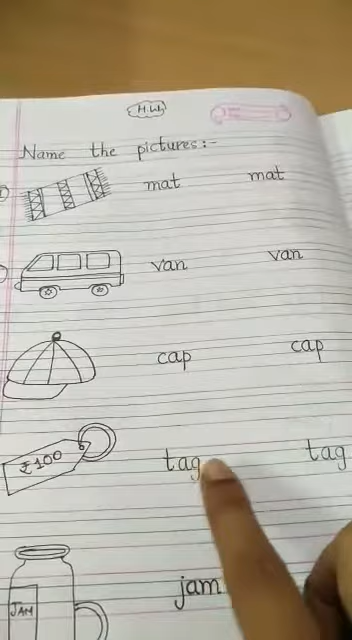 H.W.
Name the pictures:-
mat mat
van van
cap cap
₹100 tag tag
JAM jam